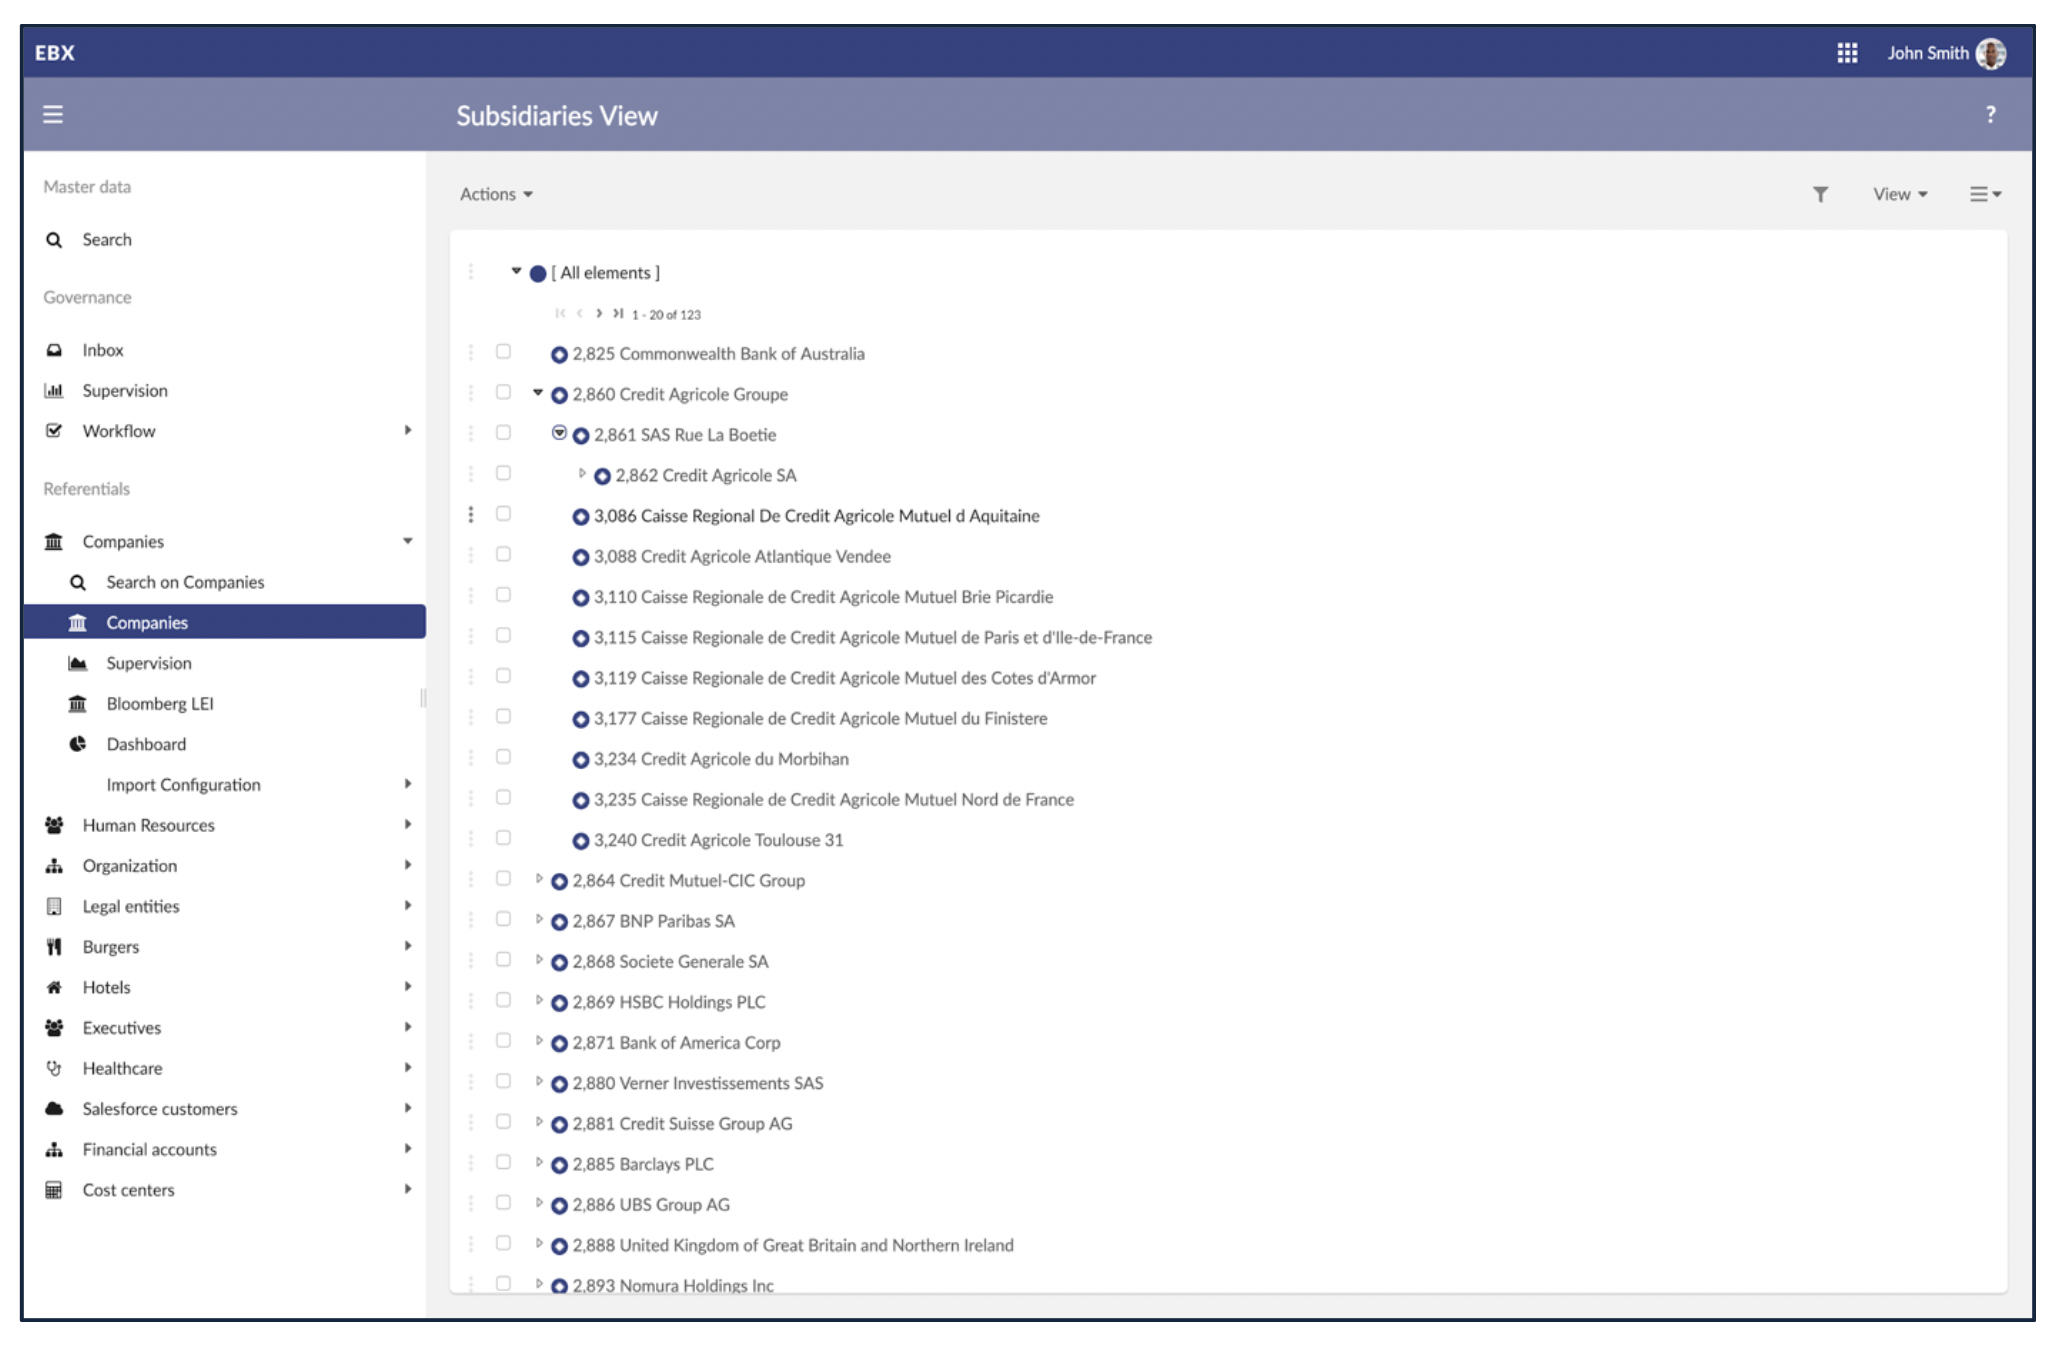 EBX
John Smith
Subsidiaries View
?
Master data
Search
Governance
Inbox
Supervision
Workflow
Referentials
Companies
Search on Companies
Companies
Supervision
Bloomberg LEI
Dashboard
Import Configuration
Human Resources
Organization
Legal entities
Burgers
Hotels
Executives
Healthcare
Salesforce customers
Financial accounts
Cost centers
Actions
View
[ All elements ]
1 - 20 of 123
2,825 Commonwealth Bank of Australia
2,860 Credit Agricole Groupe
2,861 SAS Rue La Boetie
2,862 Credit Agricole SA
3,086 Caisse Regional De Credit Agricole Mutuel d Aquitaine
3,088 Credit Agricole Atlantique Vendee
3,110 Caisse Regionale de Credit Agricole Mutuel Brie Picardie
3,115 Caisse Regionale de Credit Agricole Mutuel de Paris et d'Ile-de-France
3,119 Caisse Regionale de Credit Agricole Mutuel des Cotes d'Armor
3,177 Caisse Regionale de Credit Agricole Mutuel du Finistere
3,234 Credit Agricole du Morbihan
3,235 Caisse Regionale de Credit Agricole Mutuel Nord de France
3,240 Credit Agricole Toulouse 31
2,864 Credit Mutuel-CIC Group
2,867 BNP Paribas SA
2,868 Societe Generale SA
2,869 HSBC Holdings PLC
2,871 Bank of America Corp
2,880 Verner Investissements SAS
2,881 Credit Suisse Group AG
2,885 Barclays PLC
2,886 UBS Group AG
2,888 United Kingdom of Great Britain and Northern Ireland
2,893 Nomura Holdings Inc